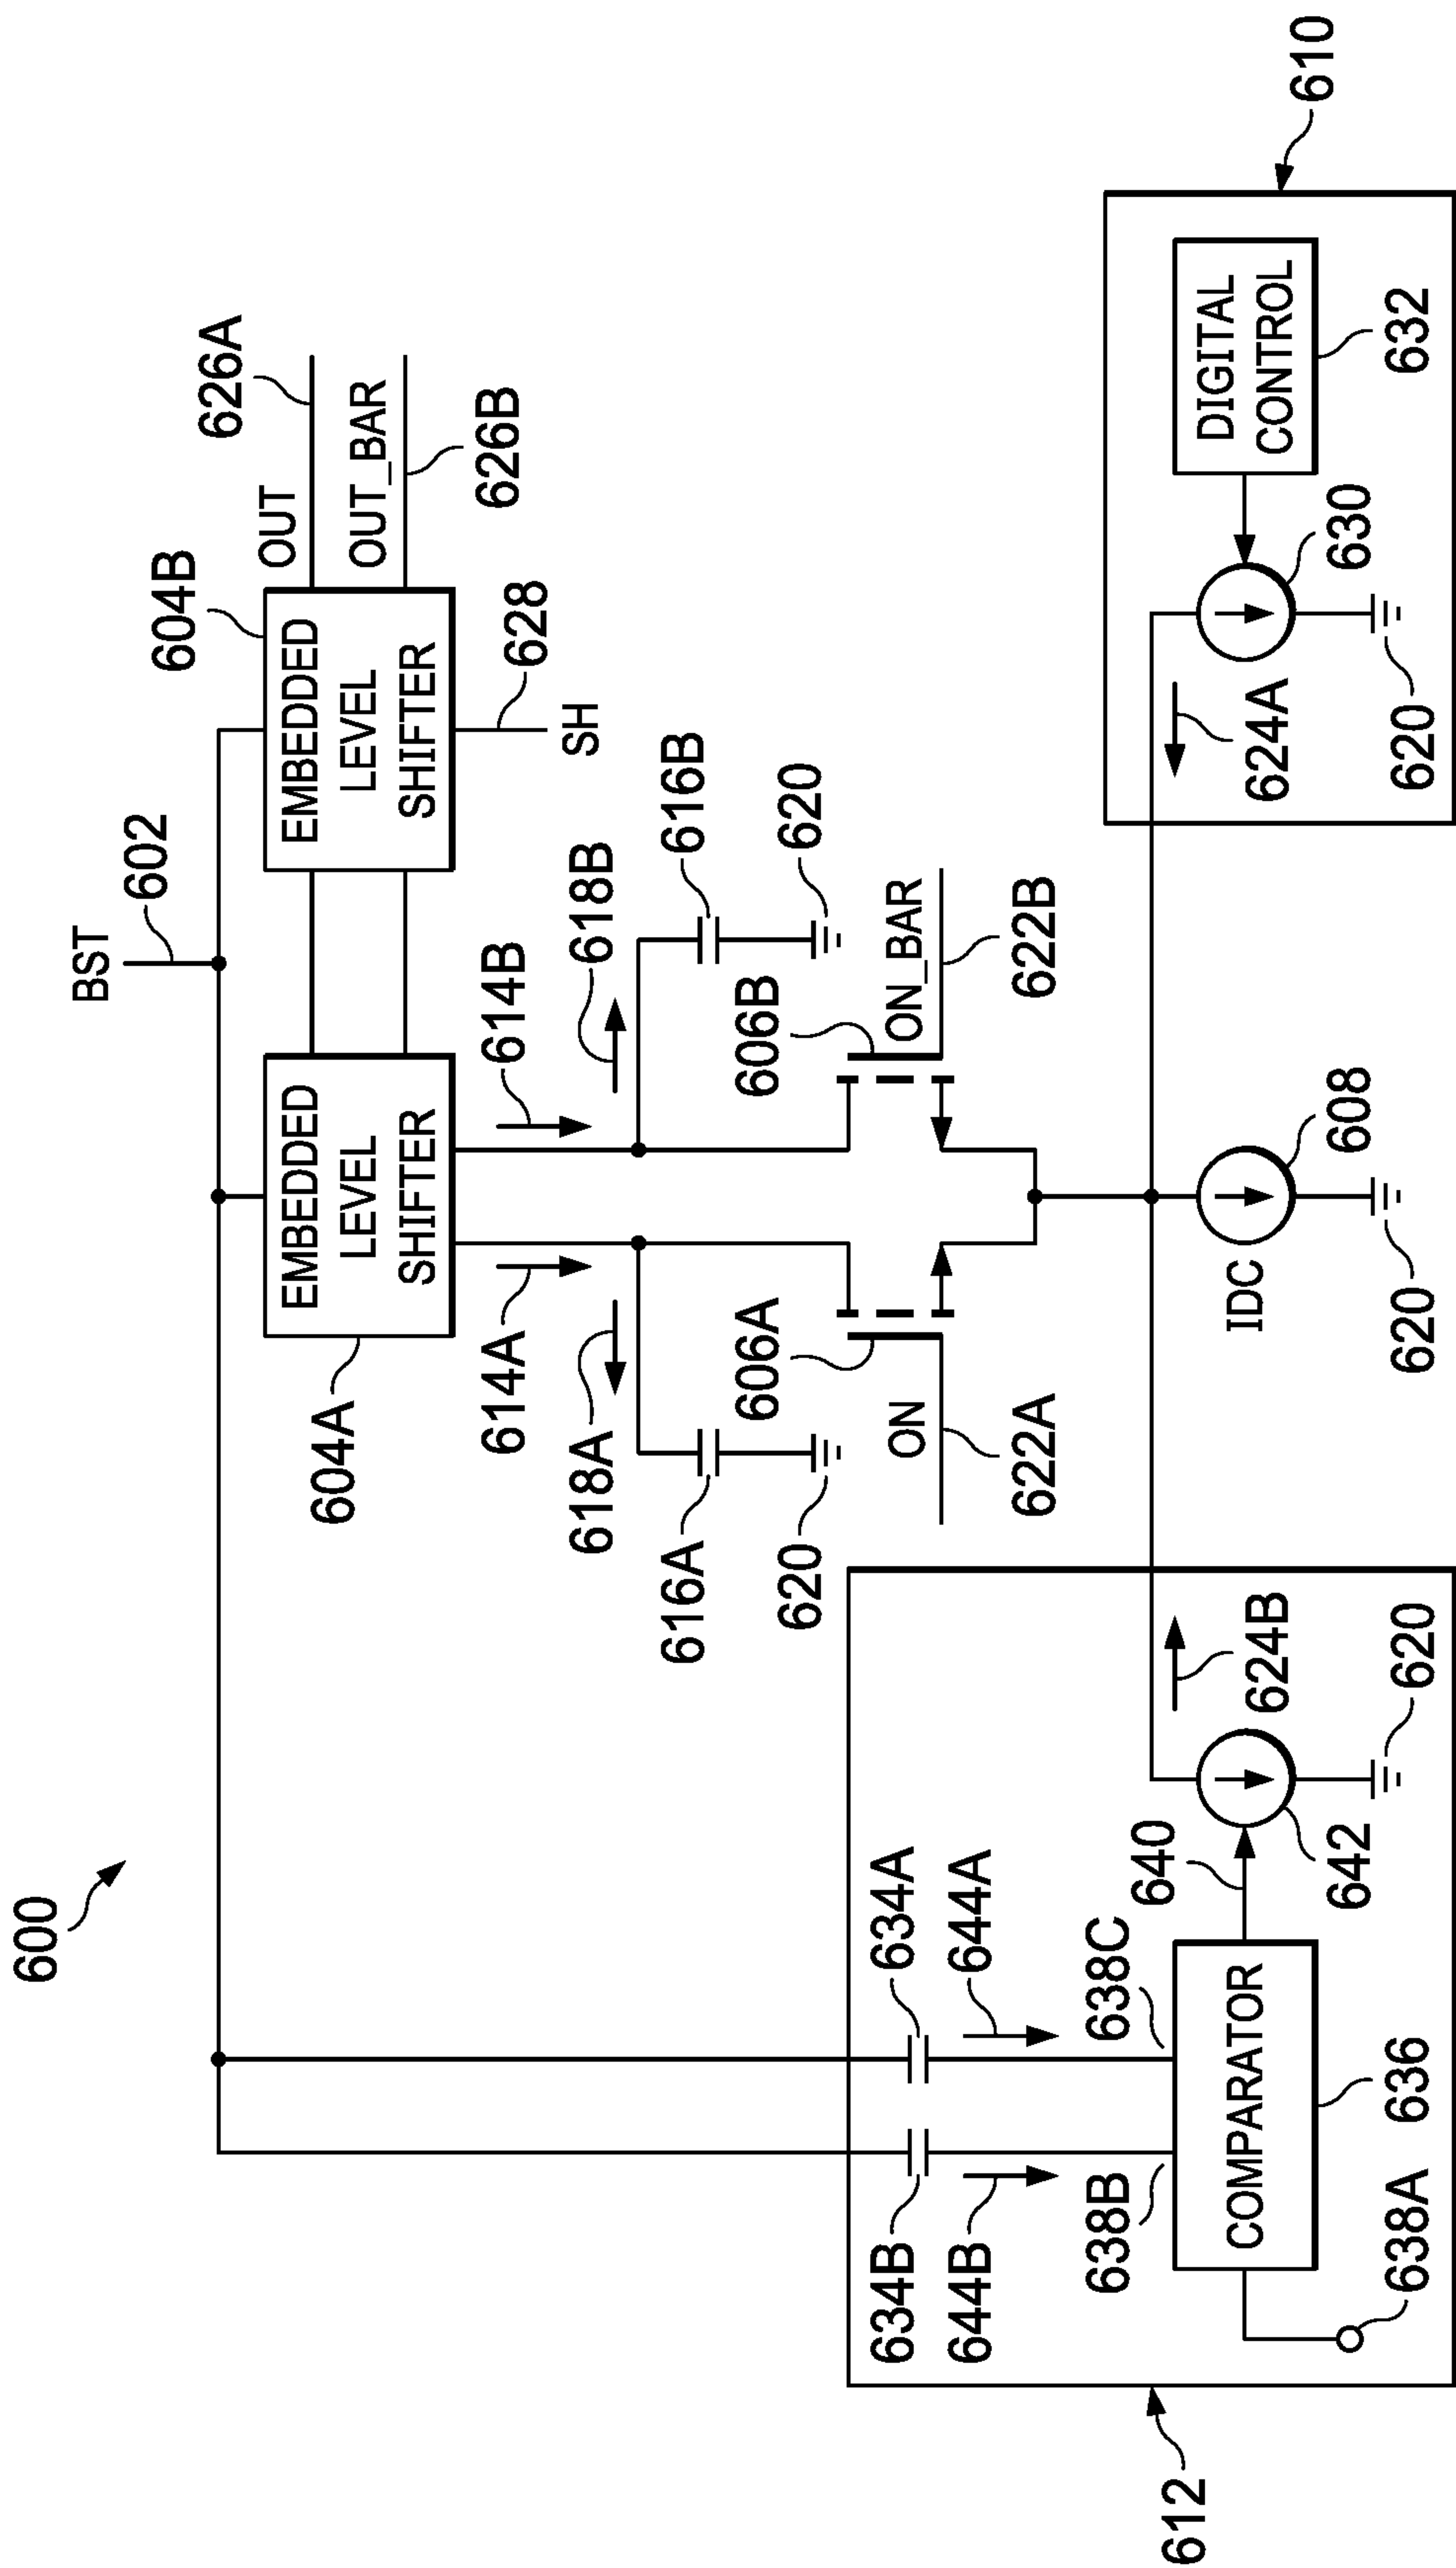 600
BST
602
604A
EMBEDDED
LEVEL
SHIFTER
604B
EMBEDDED
LEVEL
SHIFTER
OUT
626A
OUT_BAR
626B
628
SH
614A
614B
618A
618B
616A
616B
620
620
606A
606B
ON
622A
ON_BAR
622B
612
634B
634A
644B
644A
638B
638C
COMPARATOR
636
638A
640
642
624B
620
IDC
608
620
610
624A
630
620
DIGITAL
CONTROL
632